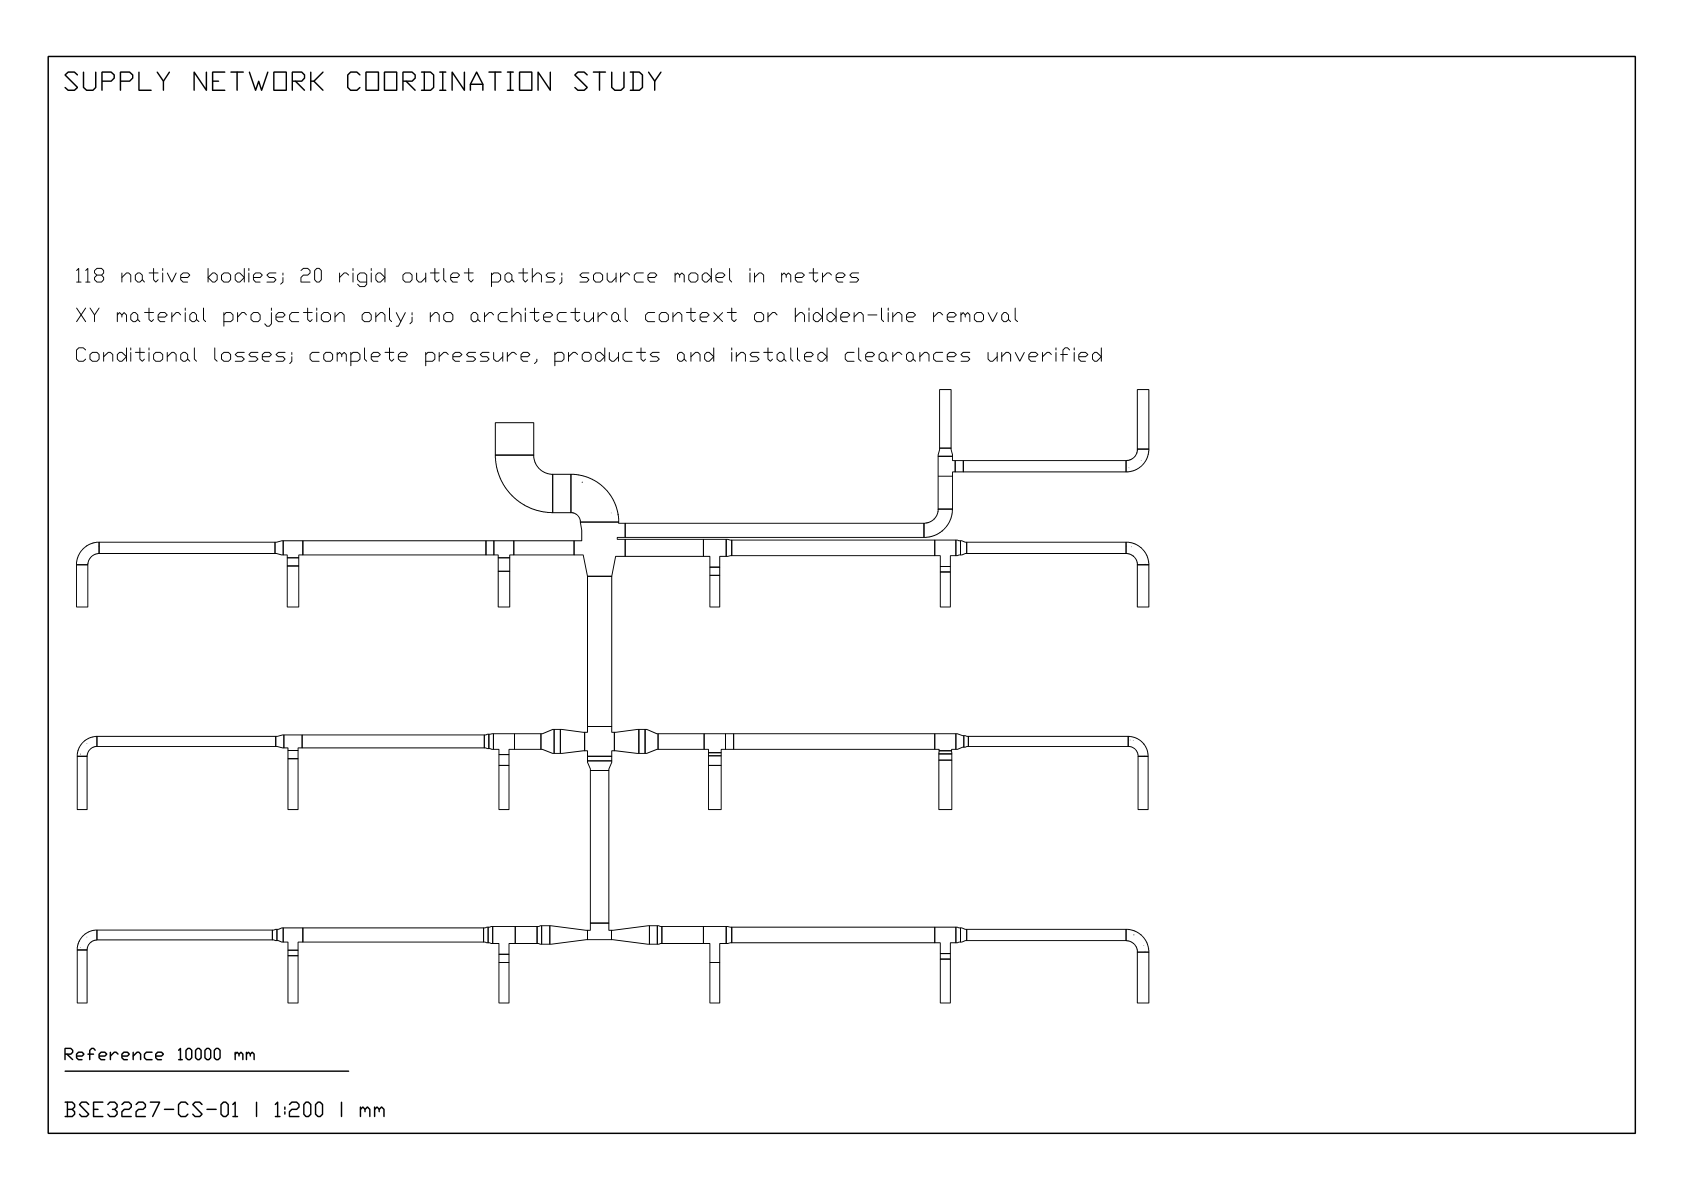 SUPPLY NETWORK COORDINATION STUDY
118 native bodies; 20 rigid outlet paths; source model in metres
XY material projection only; no architectural context or hidden-line removal
Conditional losses; complete pressure, products and installed clearances unverified
Reference 10000 mm
BSE3227-CS-01 | 1:200 | mm